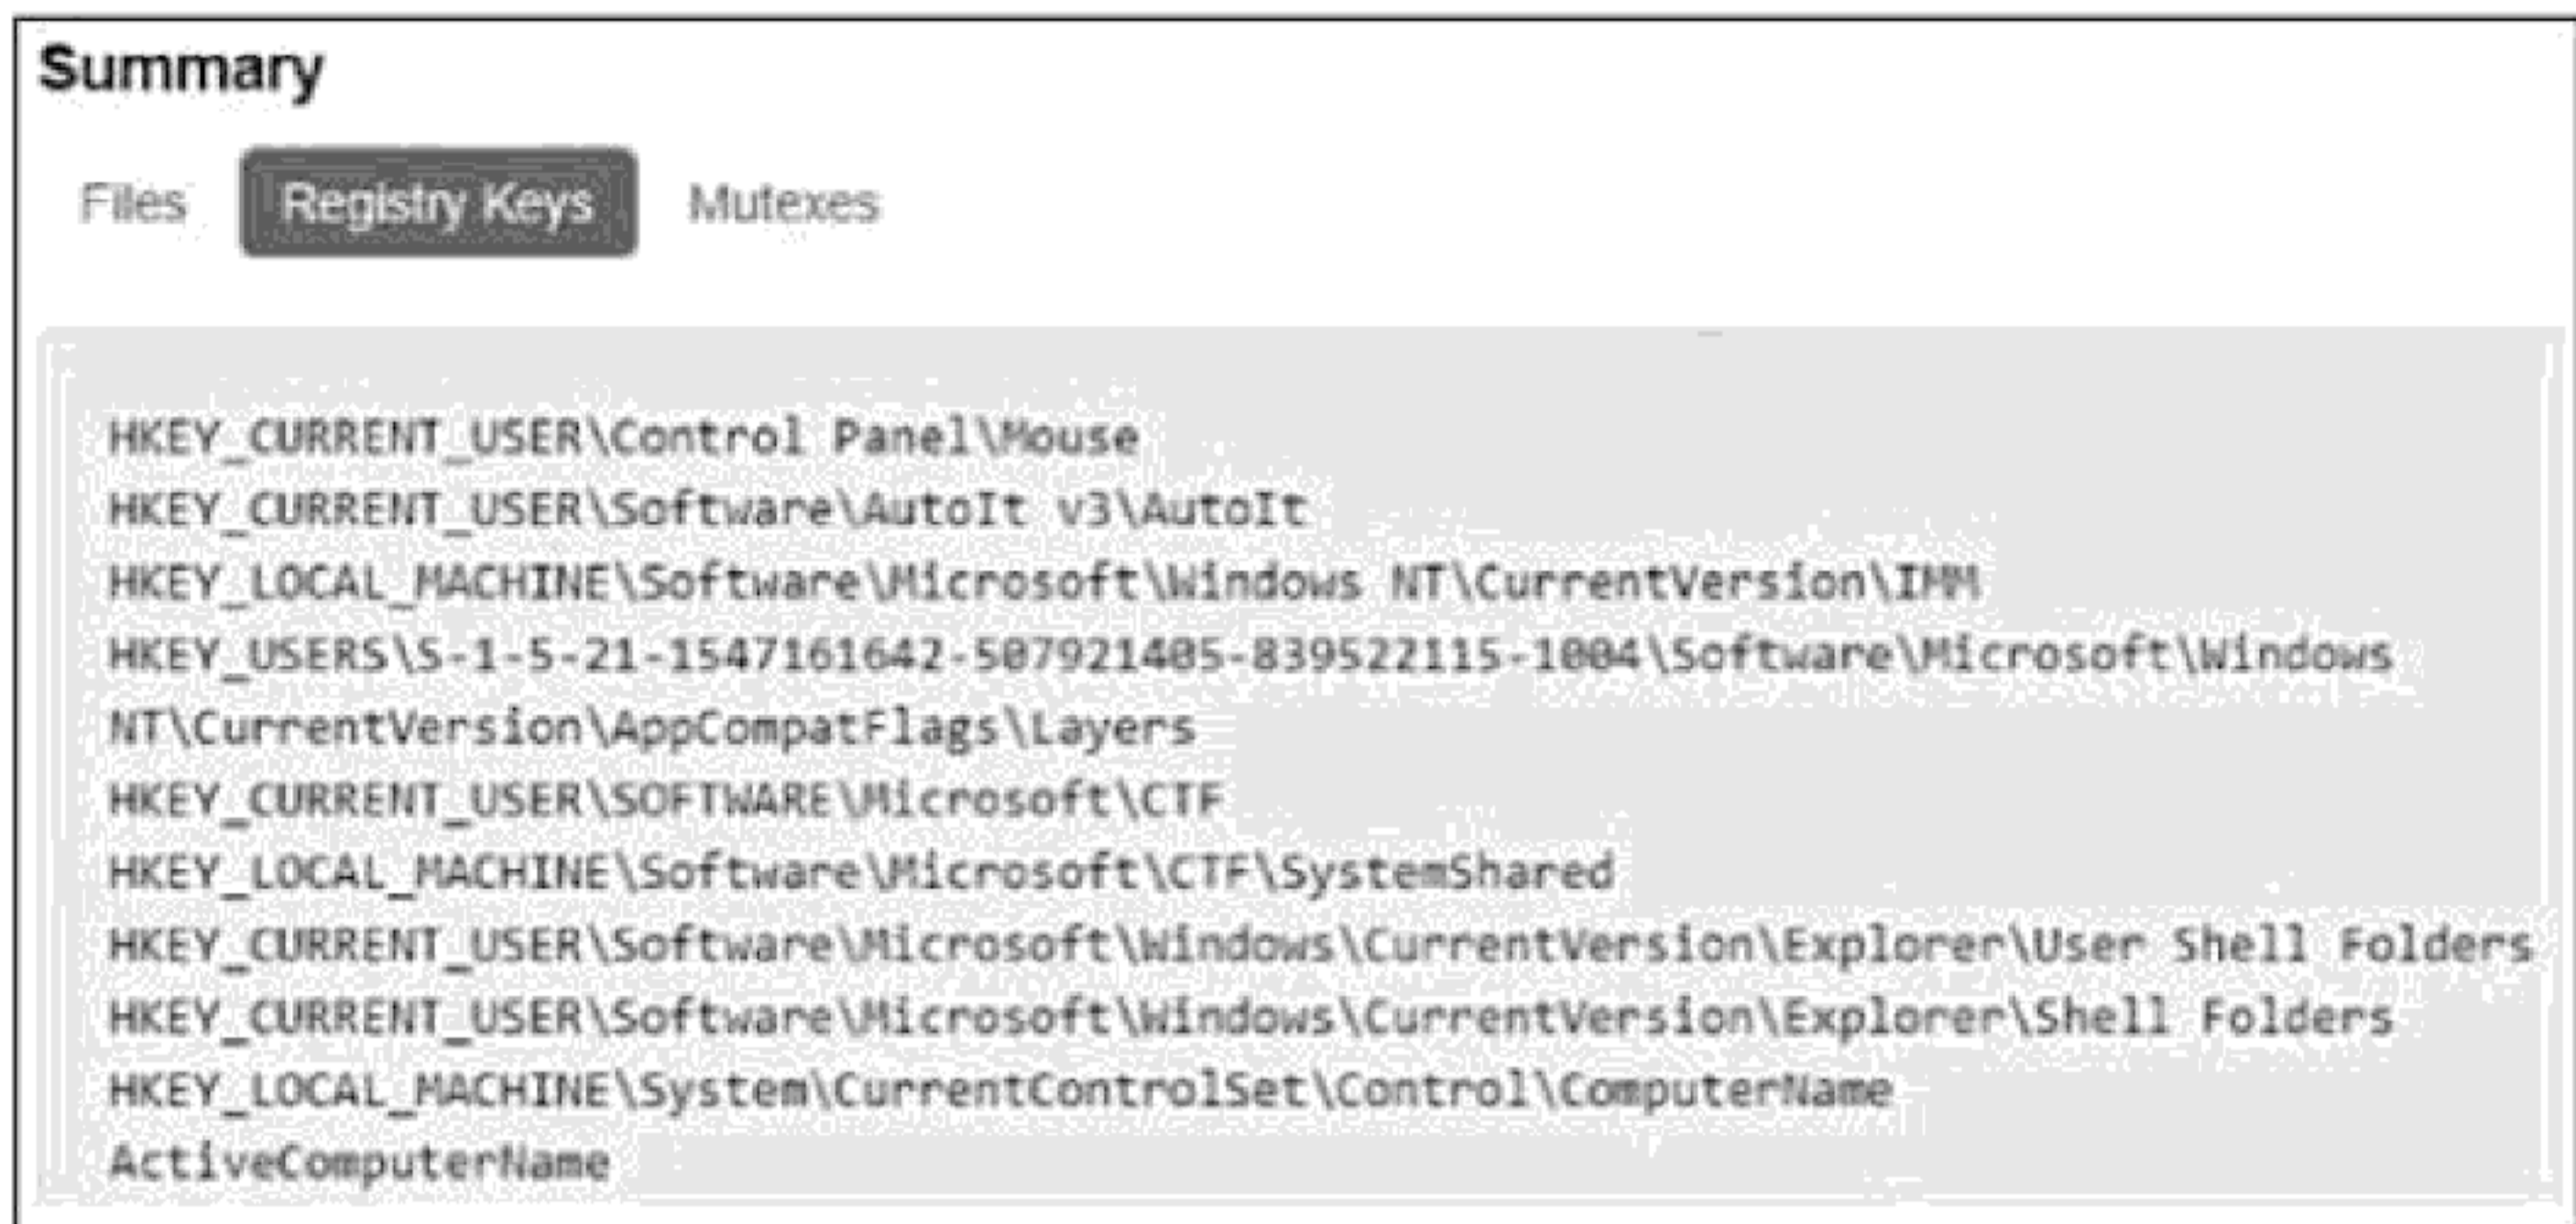 Summary
Files Registry Keys Mutexes
HKEY_CURRENT_USER\Control Panel\Mouse
HKEY_CURRENT_USER\Software\AutoIt v3\AutoIt
HKEY_LOCAL_MACHINE\Software\Microsoft\Windows NT\CurrentVersion\IMM
HKEY_USERS\S-1-5-21-1547161642-507921405-839522115-1004\Software\Microsoft\Windows
NT\CurrentVersion\AppCompatFlags\Layers
HKEY_CURRENT_USER\SOFTWARE\Microsoft\CTF
HKEY_LOCAL_MACHINE\Software\Microsoft\CTF\SystemShared
HKEY_CURRENT_USER\Software\Microsoft\Windows\CurrentVersion\Explorer\User Shell Folders
HKEY_CURRENT_USER\Software\Microsoft\Windows\CurrentVersion\Explorer\Shell Folders
HKEY_LOCAL_MACHINE\System\CurrentControlSet\Control\ComputerName
ActiveComputerName